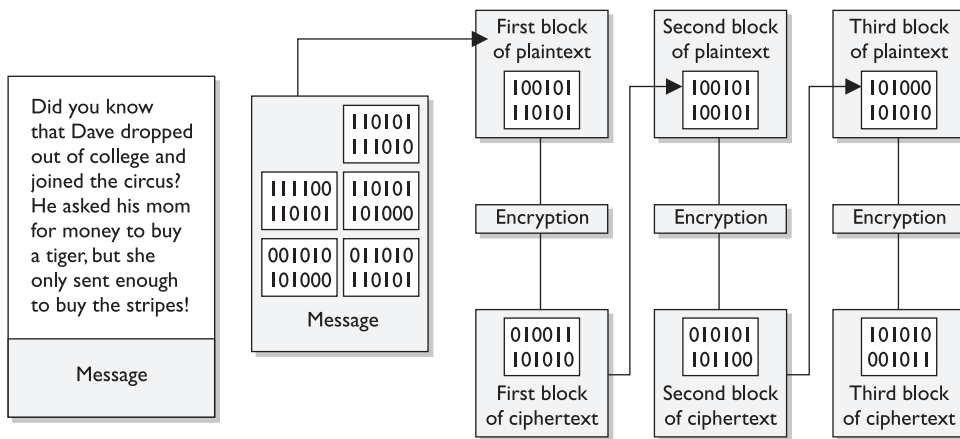 Did you know
that Dave dropped
out of college and
joined the circus?
He asked his mom
for money to buy
a tiger, but she
only sent enough
to buy the stripes!
Message
110101
111010
111100
110101
110101
101000
001010
101000
011010
110101
Message
First block
of plaintext
100101
110101
Encryption
010011
101010
First block
of ciphertext
Second block
of plaintext
100101
100101
Encryption
010101
101100
Second block
of ciphertext
Third block
of plaintext
101000
101010
Encryption
101010
001011
Third block
of ciphertext